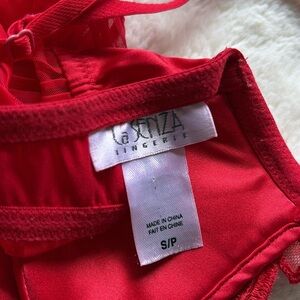 La SENZA
LINGERIE
MADE IN CHINA
FAIT EN CHINE
S/P